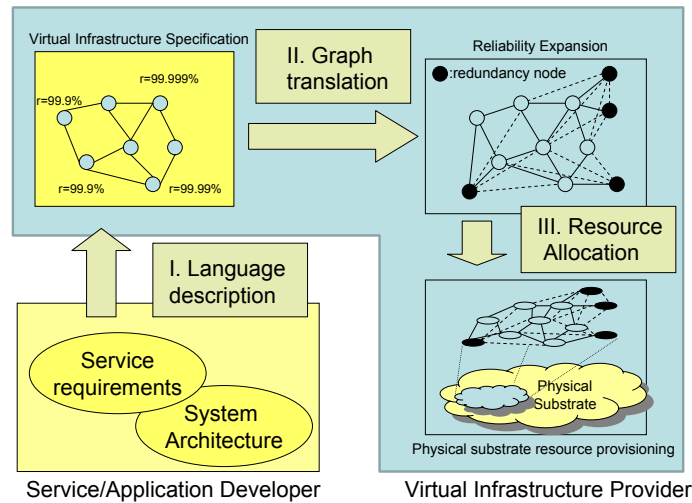 Virtual Infrastructure Specification
r=99.999%
r=99.9%
r=99.9%
r=99.99%
II. Graph
translation
Reliability Expansion
:redundancy node
I. Language
description
III. Resource
Allocation
Service
requirements
System
Architecture
Physical
Substrate
Physical substrate resource provisioning
Service/Application Developer
Virtual Infrastructure Provider